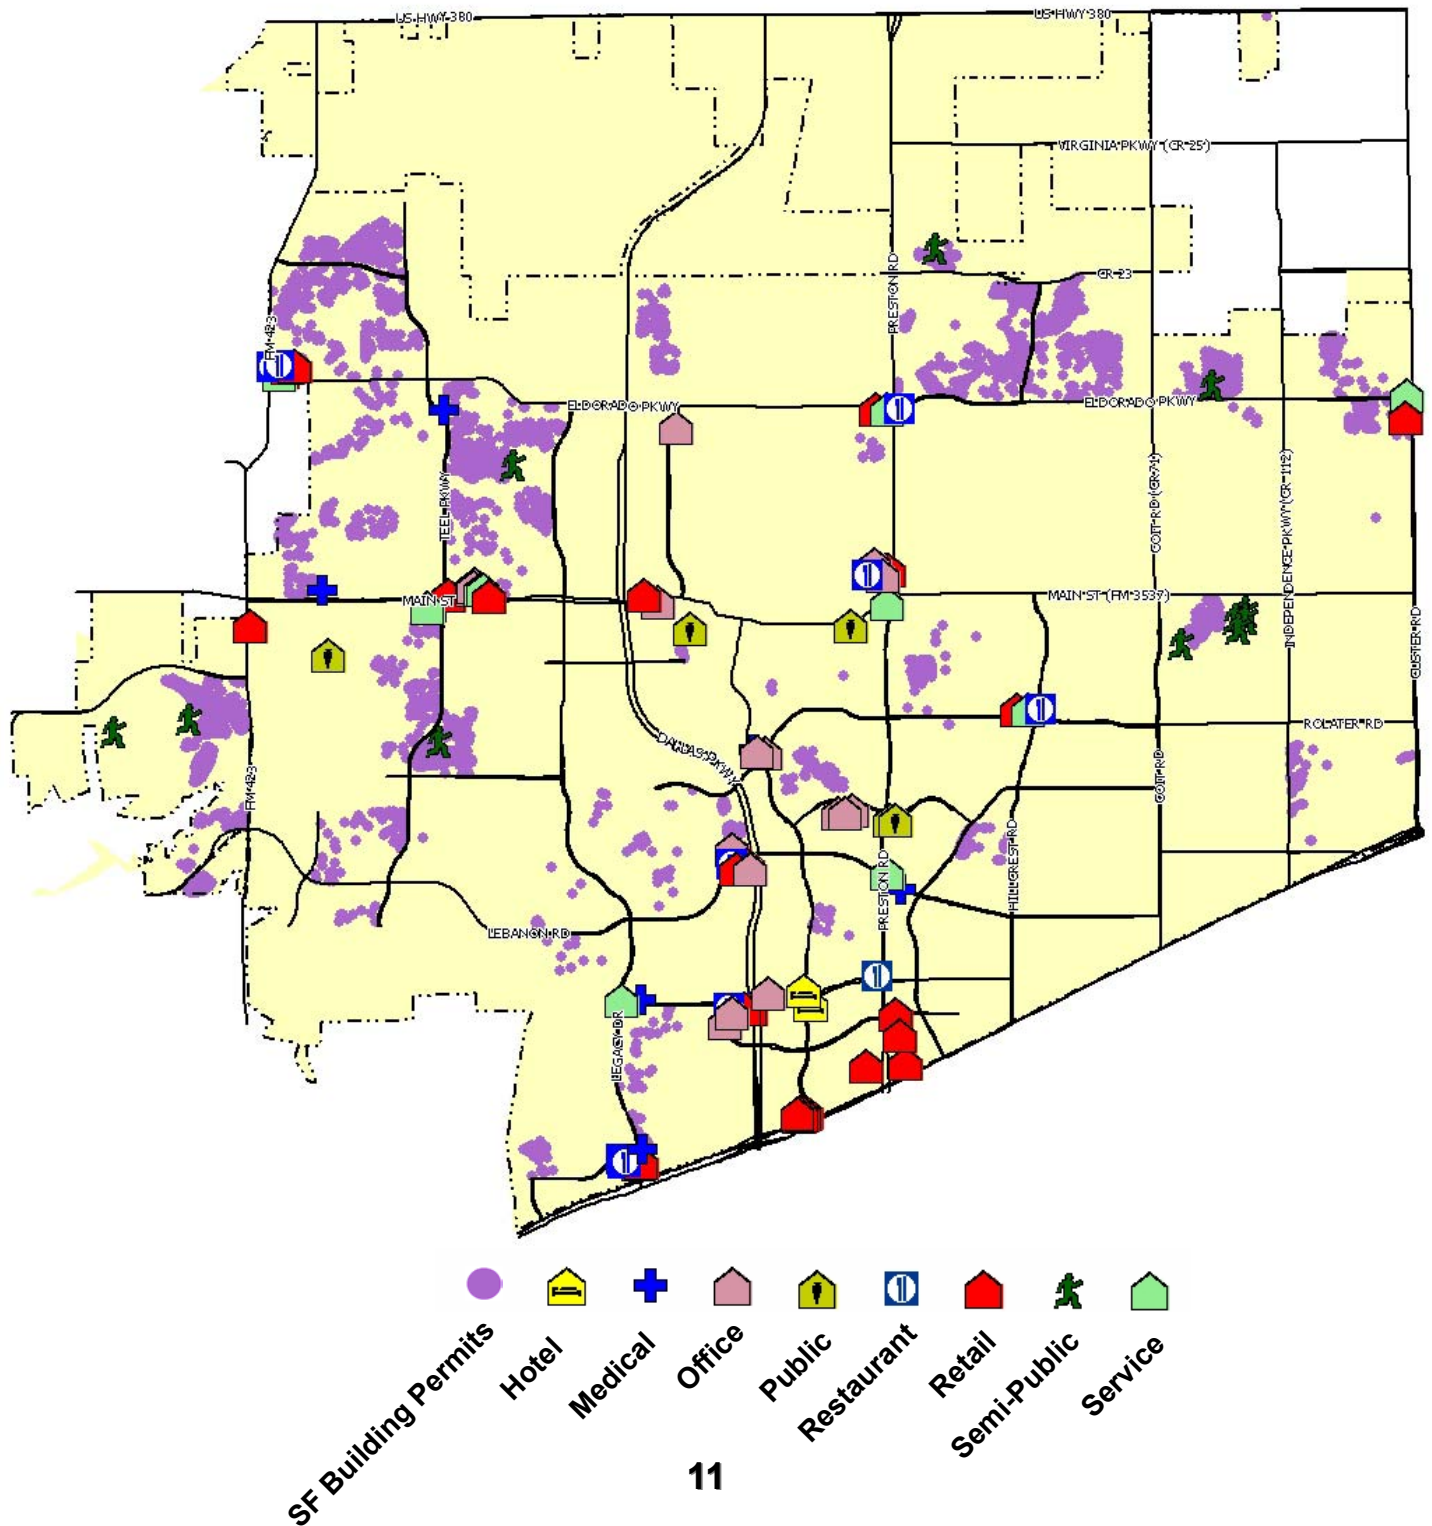 US HWY 380
US HWY 380
VIRGINIA PKWY (CR 25)
CR 23
PRESTON RD
FM 423
ELDORADO PKWY
ELDORADO PKWY
TEEL PKWY
COIT RD (CR 71)
INDEPENDENCE PKWY (CR 112)
MAIN ST
MAIN ST (FM 3537)
CUSTER RD
ROLATER RD
DALLAS PKWY
FM 423
COIT RD
HILLCREST RD
PRESTON RD
LEBANON RD
LEGACY DR
SF Building Permits
Hotel
Medical
Office
Public
Restaurant
Retail
Semi-Public
Service
11